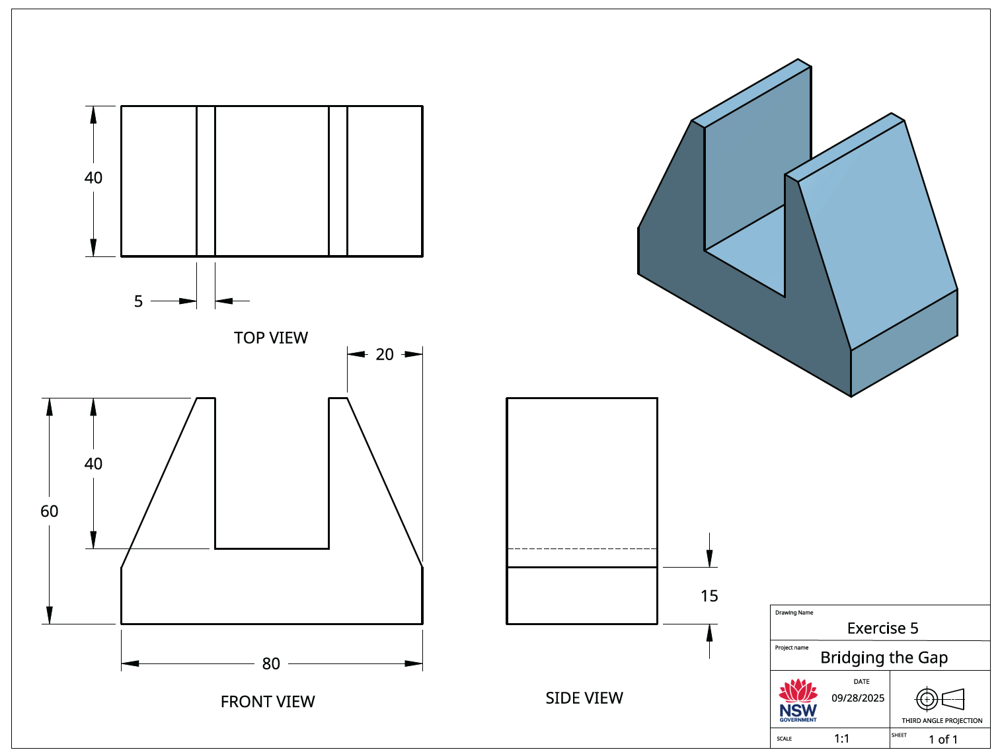 40
5
TOP VIEW
20
40
60
15
80
FRONT VIEW
SIDE VIEW
Drawing Name
Exercise 5
Project name
Bridging the Gap
NSW
GOVERNMENT
DATE
09/28/2025
THIRD ANGLE PROJECTION
SCALE
1:1
SHEET
1 of 1